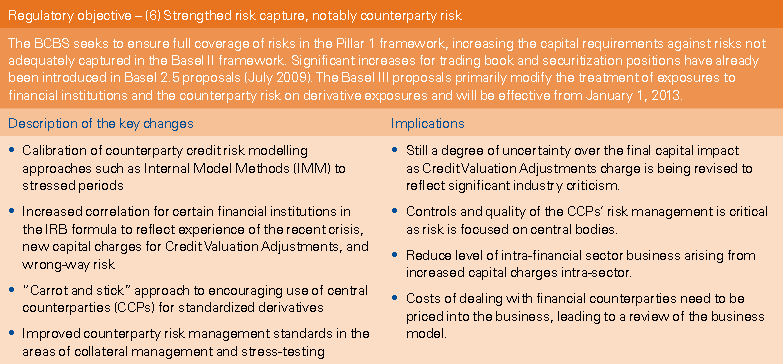 Regulatory objective – (6) Strengthed risk capture, notably counterparty risk
The BCBS seeks to ensure full coverage of risks in the Pillar 1 framework, increasing the capital requirements against risks not
adequately captured in the Basel II framework. Significant increases for trading book and securitization positions have already
been introduced in Basel 2.5 proposals (July 2009). The Basel III proposals primarily modify the treatment of exposures to
financial institutions and the counterparty risk on derivative exposures and will be effective from January 1, 2013.
Description of the key changes
• Calibration of counterparty credit risk modelling
approaches such as Internal Model Methods (IMM) to
stressed periods
• Increased correlation for certain financial institutions in
the IRB formula to reflect experience of the recent crisis,
new capital charges for Credit Valuation Adjustments, and
wrong-way risk
• “Carrot and stick” approach to encouraging use of central
counterparties (CCPs) for standardized derivatives
• Improved counterparty risk management standards in the
areas of collateral management and stress-testing
Implications
• Still a degree of uncertainty over the final capital impact
as Credit Valuation Adjustments charge is being revised to
reflect significant industry criticism.
• Controls and quality of the CCPs’ risk management is critical
as risk is focused on central bodies.
• Reduce level of intra-financial sector business arising from
increased capital charges intra-sector.
• Costs of dealing with financial counterparties need to be
priced into the business, leading to a review of the business
model.